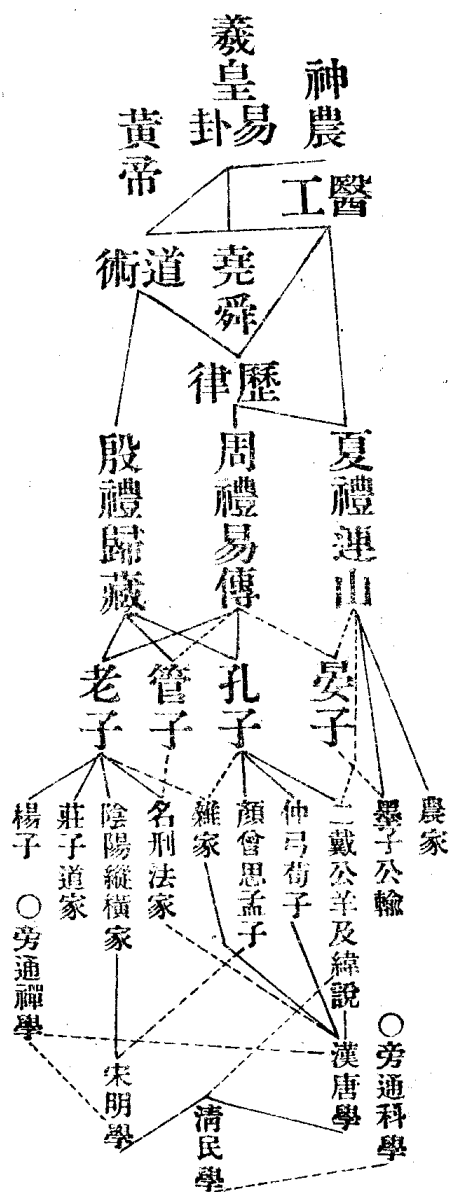 神農
羲皇
易卦
黃帝
醫工
堯舜
道術
歷律
夏禮連山
周禮易傳
殷禮歸藏
晏子
孔子
管子
老子
農家
墨子公輸
二戴公羊及緯說
仲弓荀子
顏曾思孟子
雜家
名刑法家
陰陽縱橫家
莊子道家
楊子
○旁通禪學
○旁通科學
漢唐學
宋明學
清民學